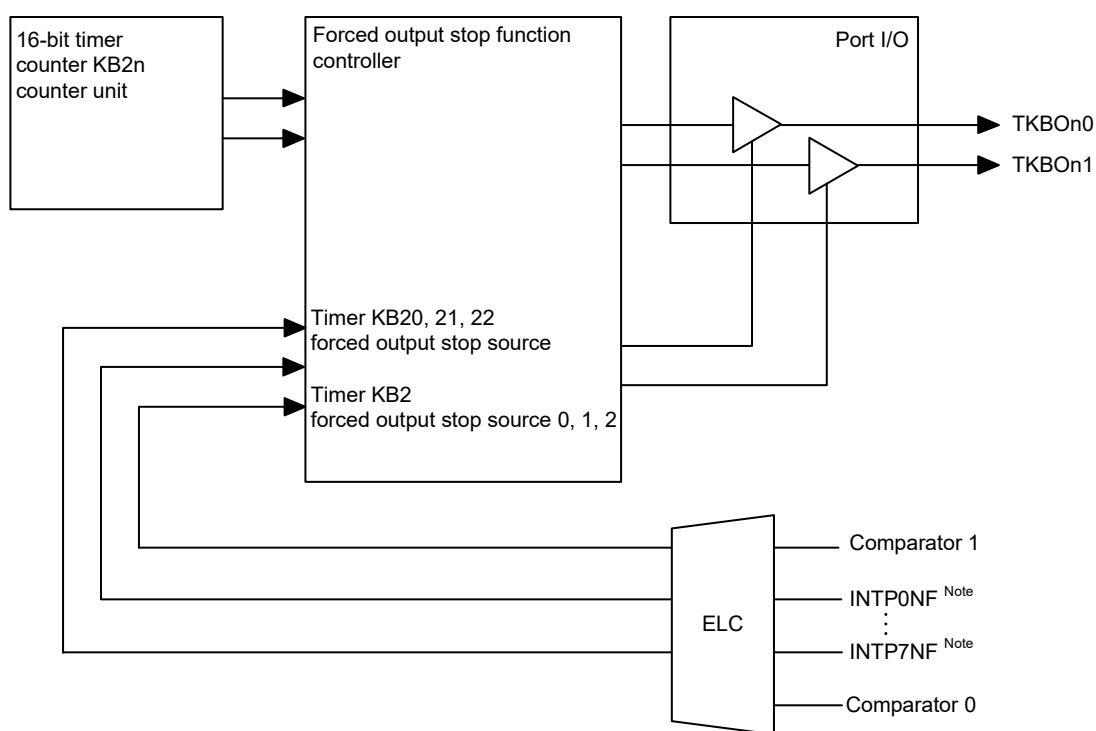 16-bit timer
counter KB2n
counter unit
Forced output stop function
controller
Port I/O
TKBOn0
TKBOn1
Timer KB20, 21, 22
forced output stop source
Timer KB2
forced output stop source 0, 1, 2
ELC
Comparator 1
INTP0NF Note
INTP7NF Note
Comparator 0